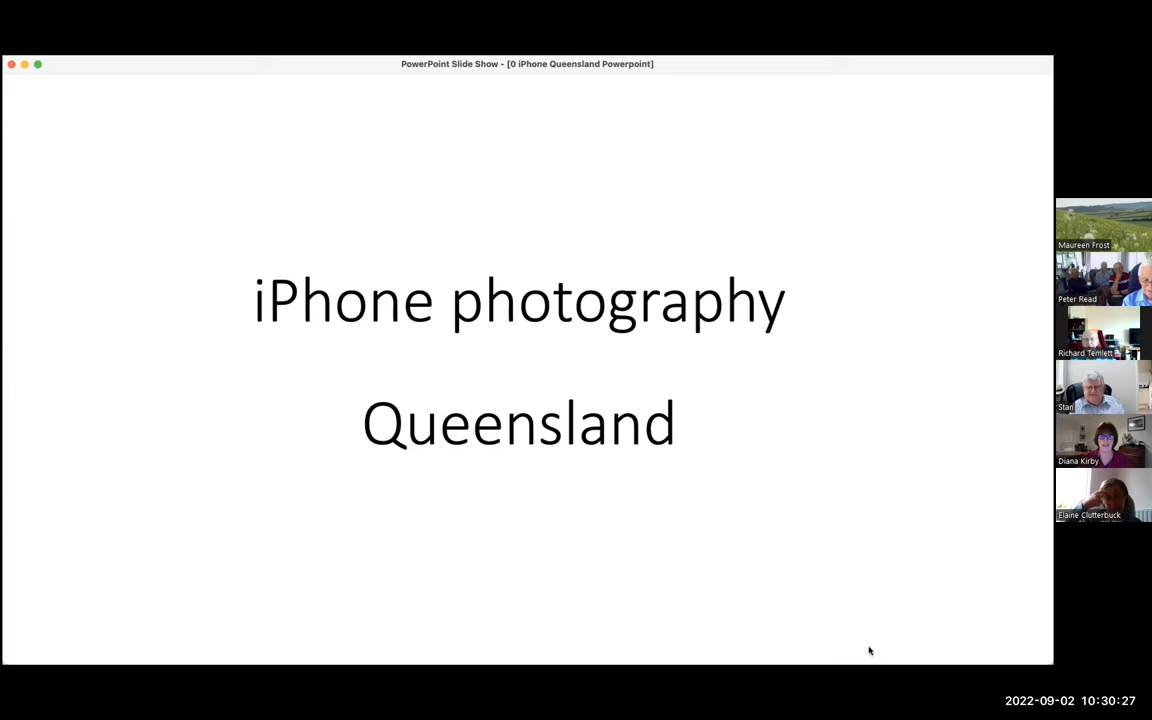 PowerPoint Slide Show - [0 iPhone Queensland Powerpoint]
iPhone photography
Queensland
Maureen Frost
Peter Read
Richard Temlett
Stan
Diana Kirby
Elaine Clutterbuck
2022-09-02 10:30:27